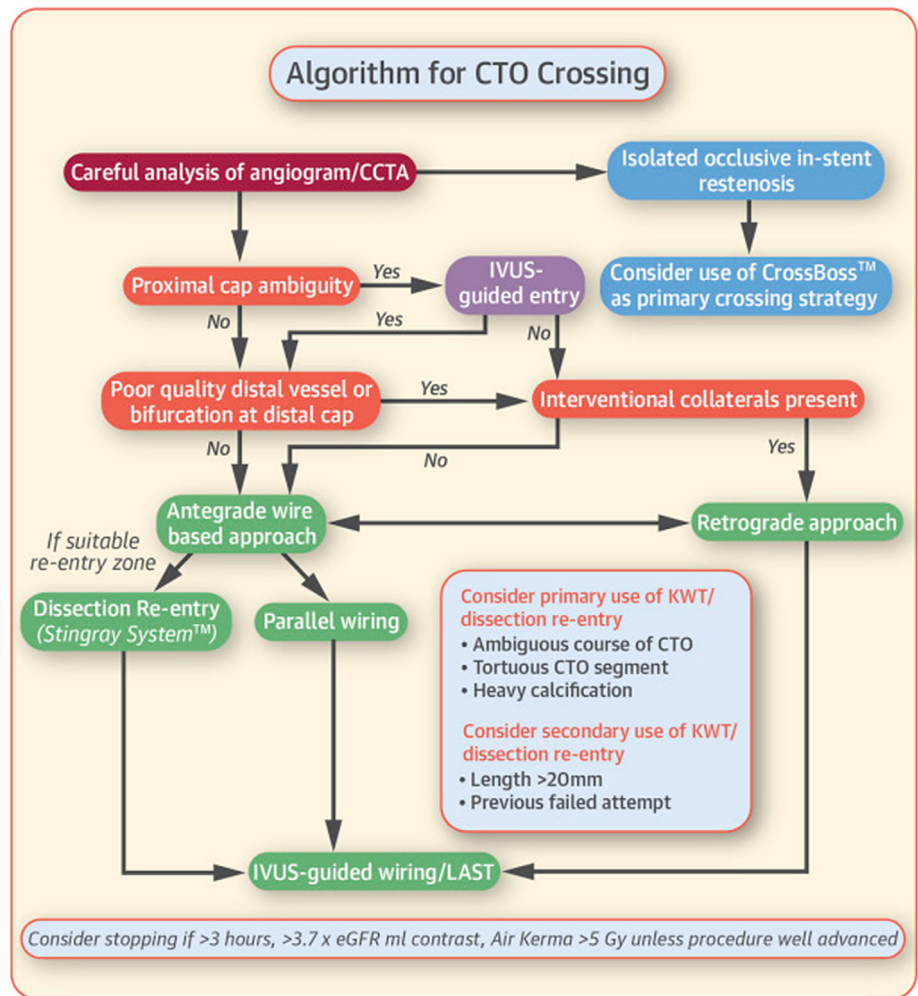 Algorithm for CTO Crossing
Careful analysis of angiogram/CCTA
Isolated occlusive in-stent
restenosis
Proximal cap ambiguity
Yes
IVUS-
guided entry
Consider use of CrossBoss™
as primary crossing strategy
No
Yes
No
Poor quality distal vessel or
bifurcation at distal cap
Yes
Interventional collaterals present
No
No
Yes
Antegrade wire
based approach
Retrograde approach
If suitable
re-entry zone
Dissection Re-entry
(Stingray System™)
Parallel wiring
Consider primary use of KWT/
dissection re-entry
• Ambiguous course of CTO
• Tortuous CTO segment
• Heavy calcification
Consider secondary use of KWT/
dissection re-entry
• Length >20mm
• Previous failed attempt
IVUS-guided wiring/LAST
Consider stopping if >3 hours, >3.7 x eGFR ml contrast, Air Kerma >5 Gy unless procedure well advanced